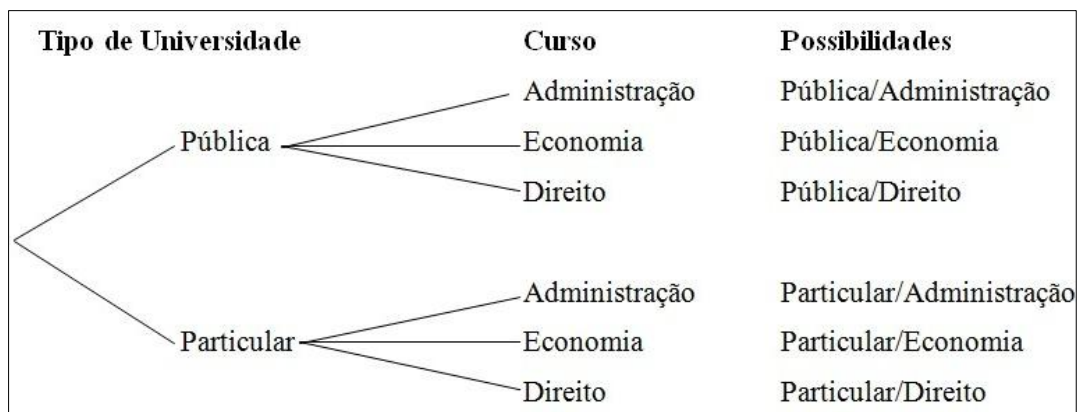 Tipo de Universidade Curso Possibilidades
Administração Pública/Administração
Pública Economia Pública/Economia
Direito Pública/Direito
Administração Particular/Administração
Particular Economia Particular/Economia
Direito Particular/Direito